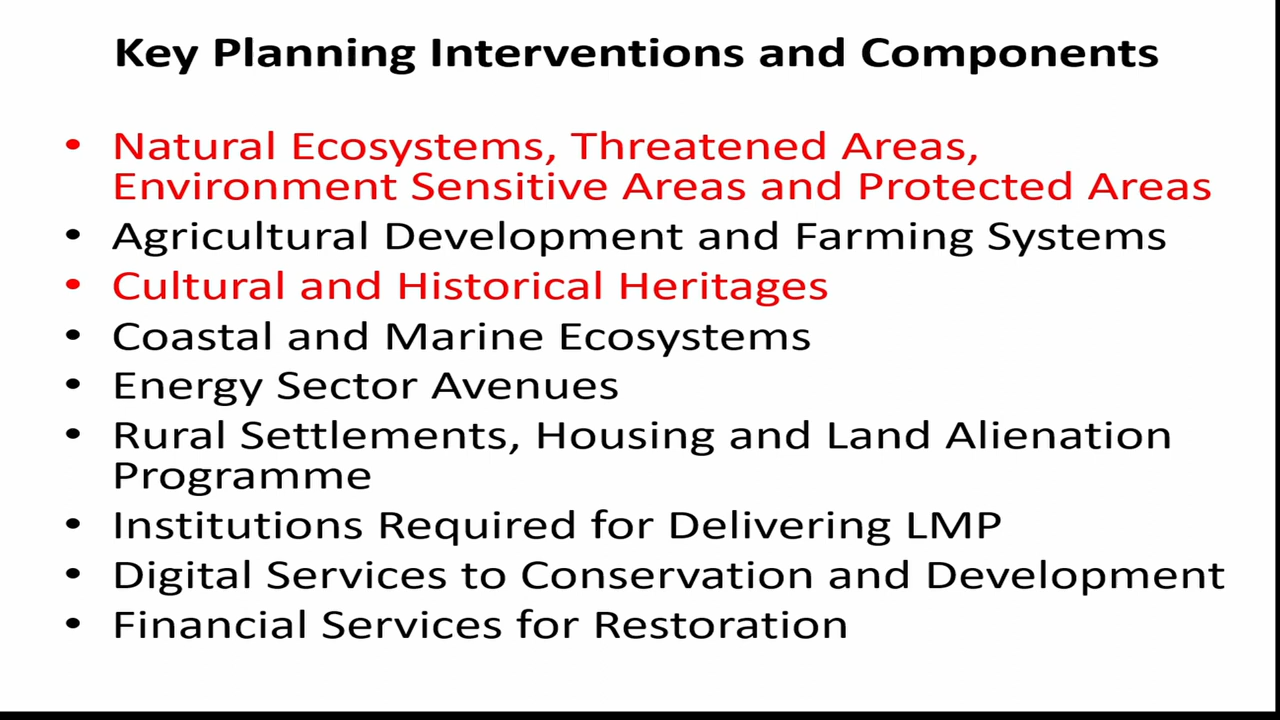 Key Planning Interventions and Components
• Natural Ecosystems, Threatened Areas,
Environment Sensitive Areas and Protected Areas
• Agricultural Development and Farming Systems
• Cultural and Historical Heritages
• Coastal and Marine Ecosystems
• Energy Sector Avenues
• Rural Settlements, Housing and Land Alienation
Programme
• Institutions Required for Delivering LMP
• Digital Services to Conservation and Development
• Financial Services for Restoration